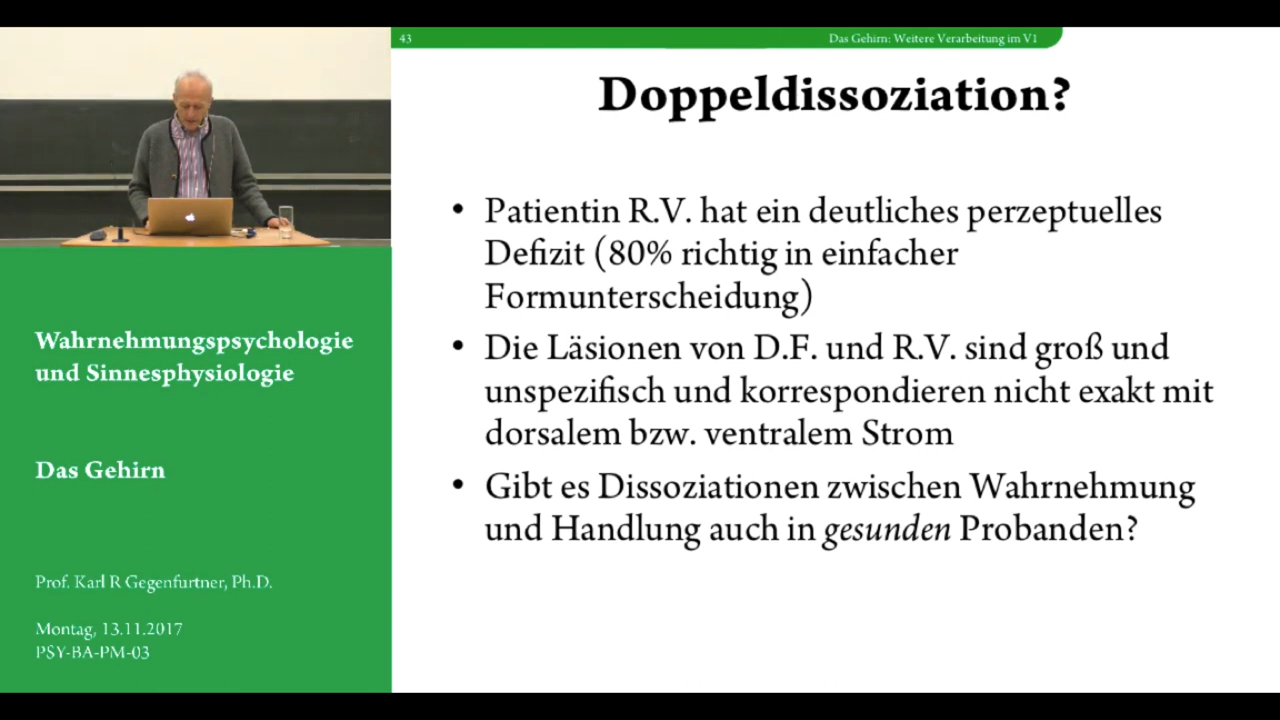 43
Das Gehirn: Weitere Verarbeitung im V1
Doppeldissoziation?
• Patientin R.V. hat ein deutliches perzeptuelles
Defizit (80% richtig in einfacher
Formunterscheidung)
• Die Läsionen von D.F. und R.V. sind groß und
unspezifisch und korrespondieren nicht exakt mit
dorsalem bzw. ventralem Strom
• Gibt es Dissoziationen zwischen Wahrnehmung
und Handlung auch in gesunden Probanden?
Wahrnehmungspsychologie
und Sinnesphysiologie
Das Gehirn
Prof. Karl R Gegenfurtner, Ph.D.
Montag, 13.11.2017
PSY-BA-PM-03